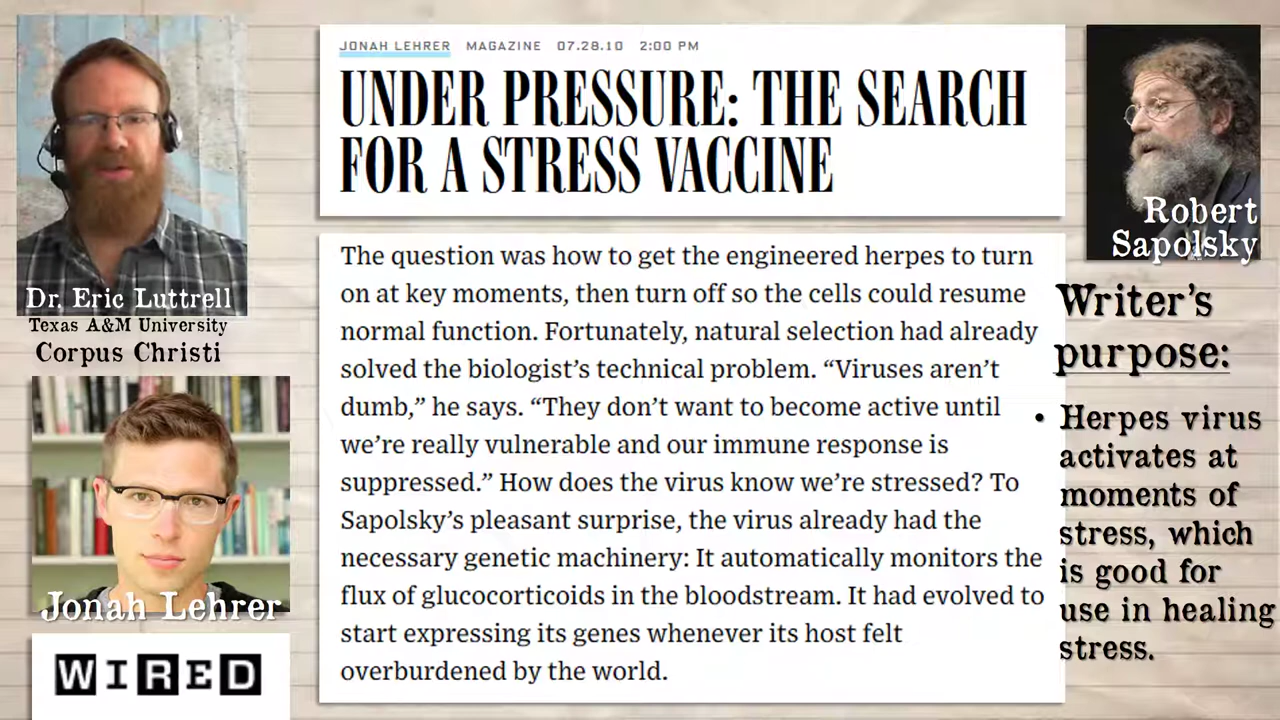 Dr. Eric Luttrell
Texas A&M University
Corpus Christi
Jonah Lehrer
WIRED
JONAH LEHRER MAGAZINE 07.28.10 2:00 PM
UNDER PRESSURE: THE SEARCH
FOR A STRESS VACCINE
The question was how to get the engineered herpes to turn
on at key moments, then turn off so the cells could resume
normal function. Fortunately, natural selection had already
solved the biologist’s technical problem. “Viruses aren’t
dumb,” he says. “They don’t want to become active until
we’re really vulnerable and our immune response is
suppressed.” How does the virus know we’re stressed? To
Sapolsky’s pleasant surprise, the virus already had the
necessary genetic machinery: It automatically monitors the
flux of glucocorticoids in the bloodstream. It had evolved to
start expressing its genes whenever its host felt
overburdened by the world.
Robert
Sapolsky
Writer’s
purpose:
• Herpes virus
activates at
moments of
stress, which
is good for
use in healing
stress.